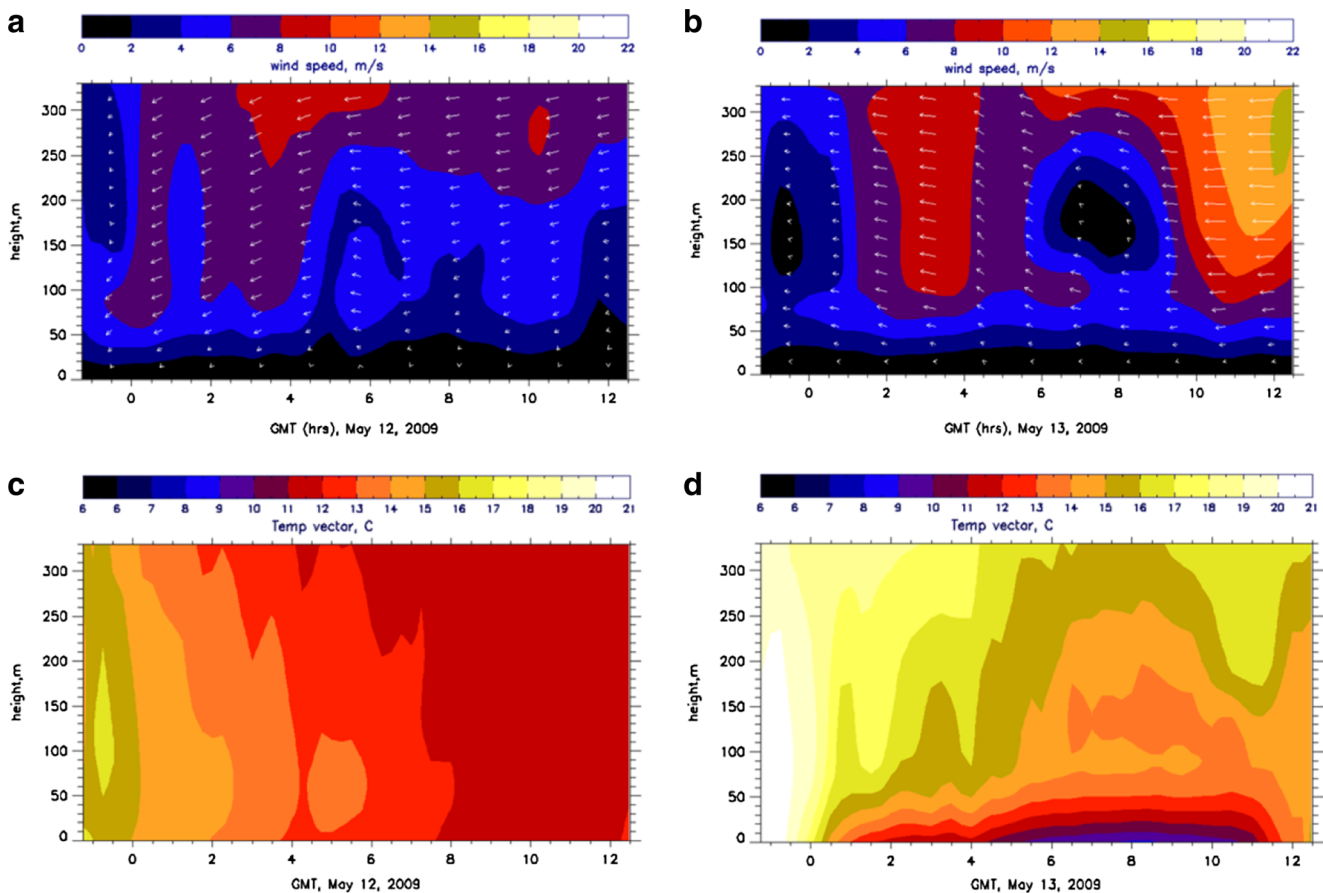 a
0 2 4 6 8 10 12 14 16 18 20 22
wind speed, m/s
300
250
200
150
100
50
0
height,m
0 2 4 6 8 10 12
GMT (hrs), May 12, 2009
b
0 2 4 6 8 10 12 14 16 18 20 22
wind speed, m/s
300
250
200
150
100
50
0
height,m
0 2 4 6 8 10 12
GMT (hrs), May 13, 2009
c
6 6 7 8 9 10 11 12 13 14 15 16 17 18 19 20 21
Temp vector, C
300
250
200
150
100
50
0
height,m
0 2 4 6 8 10 12
GMT, May 12, 2009
d
6 6 7 8 9 10 11 12 13 14 15 16 17 18 19 20 21
Temp vector, C
300
250
200
150
100
50
0
height,m
0 2 4 6 8 10 12
GMT, May 13, 2009